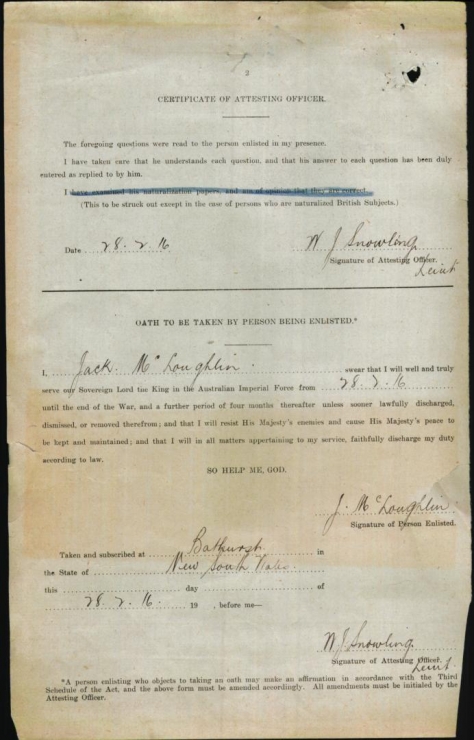 2
CERTIFICATE OF ATTESTING OFFICER.
The foregoing questions were read to the person enlisted in my presence.
I have taken care that he understands each question, and that his answer to each question has been duly
entered as replied to by him.
I have examined his naturalization papers, and am of opinion that they are correct.
(This to be struck out except in the case of persons who are naturalized British Subjects.)
Date 28.2.16 W J Snowling
Signature of Attesting Officer.
Leiut
OATH TO BE TAKEN BY PERSON BEING ENLISTED.*
I, Jack Mc Loughlin swear that I will well and truly
serve our Sovereign Lord the King in the Australian Imperial Force from 28.2.16
until the end of the War, and a further period of four months thereafter unless sooner lawfully discharged,
dismissed, or removed therefrom; and that I will resist His Majesty's enemies and cause His Majesty's peace to
be kept and maintained; and that I will in all matters appertaining to my service, faithfully discharge my duty
according to law.
SO HELP ME, GOD.
J. McLoughlin
Signature of Person Enlisted.
Taken and subscribed at Bathurst in
the State of New South Wales.
this day of
28.2.16. 19 , before me—
W J Snowling
Signature of Attesting Officer.
Leiut
*A person enlisting who objects to taking an oath may make an affirmation in accordance with the Third
Schedule of the Act, and the above form must be amended accordingly. All amendments must be initialed by the
Attesting Officer.